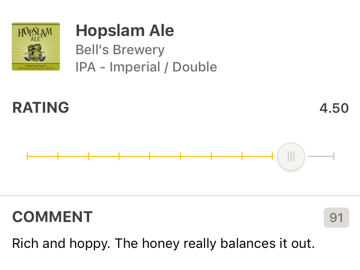 HOPSLAM
ALE
Hopslam Ale
Bell's Brewery
IPA - Imperial / Double
RATING
4.50
COMMENT
91
Rich and hoppy. The honey really balances it out.